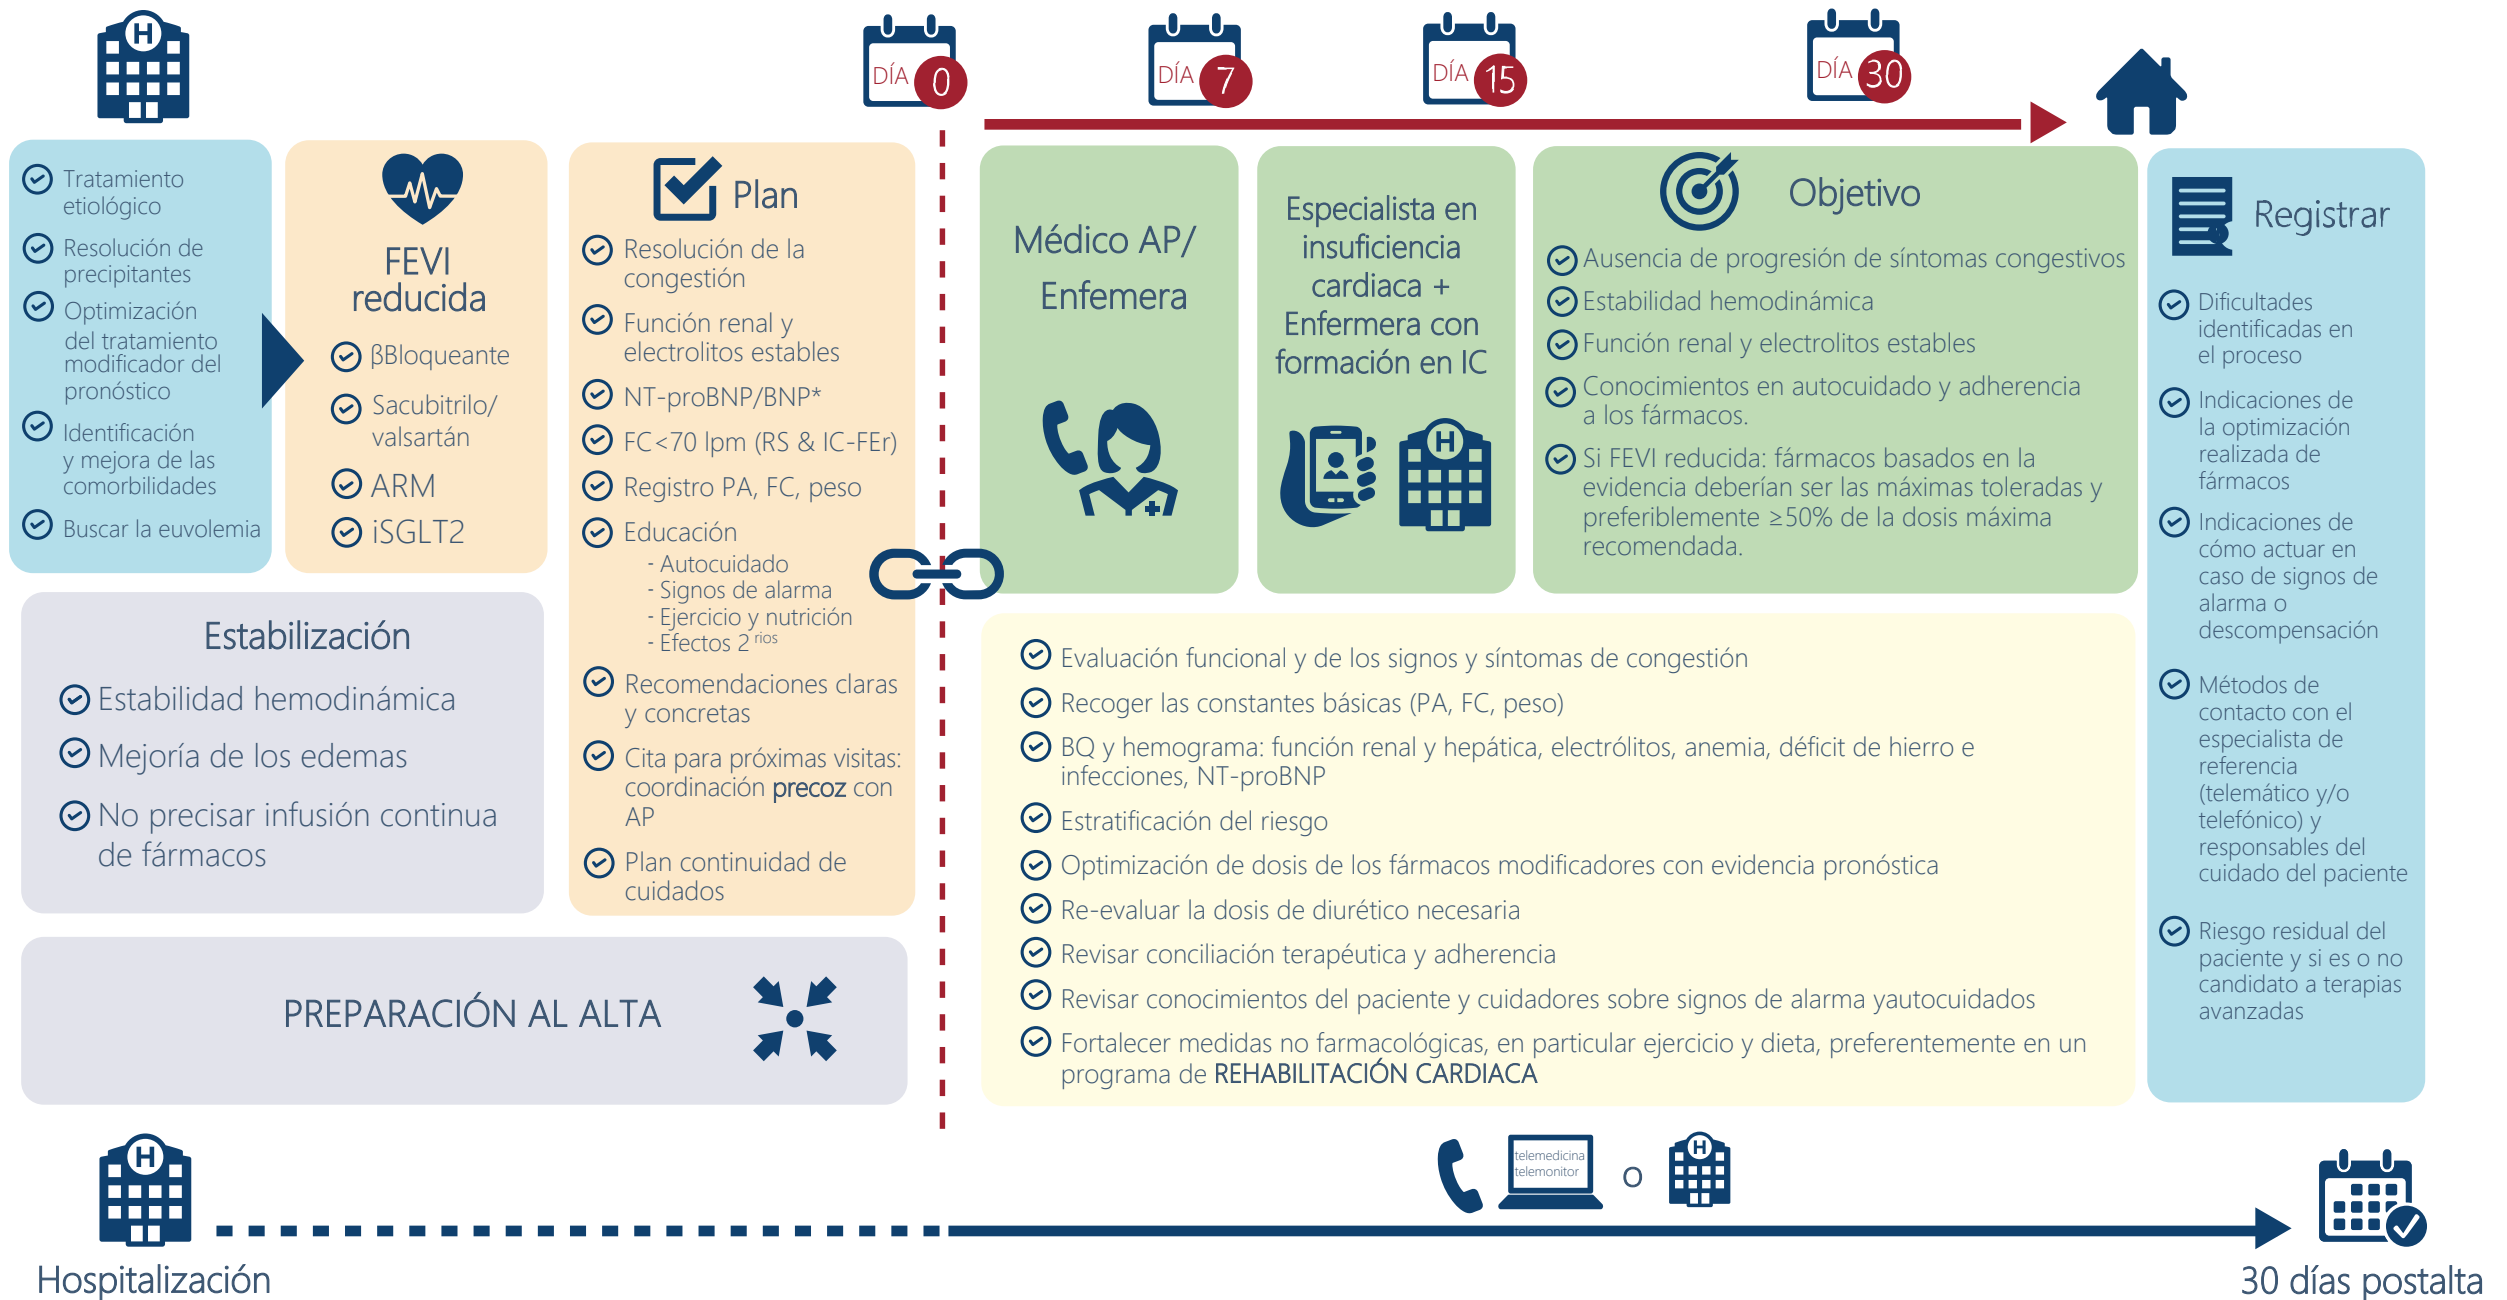 H
DÍA 0
DÍA 7
DÍA 15
DÍA 30
Tratamiento
etiológico
Resolución de
precipitantes
Optimización
del tratamiento
modificador del
pronóstico
Identificación
y mejora de las
comorbilidades
Buscar la euvolemia
FEVI
reducida
βBloqueante
Sacubitrilo/
valsartán
ARM
iSGLT2
Plan
Resolución de la
congestión
Función renal y
electrolitos estables
NT-proBNP/BNP*
FC<70 lpm (RS & IC-FEr)
Registro PA, FC, peso
Educación
- Autocuidado
- Signos de alarma
- Ejercicio y nutrición
- Efectos 2 rios
Recomendaciones claras
y concretas
Cita para próximas visitas:
coordinación precoz con
AP
Plan continuidad de
cuidados
Estabilización
Estabilidad hemodinámica
Mejoría de los edemas
No precisar infusión continua
de fármacos
PREPARACIÓN AL ALTA
Médico AP/
Enfemera
Especialista en
insuficiencia
cardiaca +
Enfermera con
formación en IC
H
Objetivo
Ausencia de progresión de síntomas congestivos
Estabilidad hemodinámica
Función renal y electrolitos estables
Conocimientos en autocuidado y adherencia
a los fármacos.
Si FEVI reducida: fármacos basados en la
evidencia deberían ser las máximas toleradas y
preferiblemente ≥50% de la dosis máxima
recomendada.
Evaluación funcional y de los signos y síntomas de congestión
Recoger las constantes básicas (PA, FC, peso)
BQ y hemograma: función renal y hepática, electrólitos, anemia, déficit de hierro e
infecciones, NT-proBNP
Estratificación del riesgo
Optimización de dosis de los fármacos modificadores con evidencia pronóstica
Re-evaluar la dosis de diurético necesaria
Revisar conciliación terapéutica y adherencia
Revisar conocimientos del paciente y cuidadores sobre signos de alarma yautocuidados
Fortalecer medidas no farmacológicas, en particular ejercicio y dieta, preferentemente en un
programa de REHABILITACIÓN CARDIACA
Registrar
Dificultades
identificadas en
el proceso
Indicaciones de
la optimización
realizada de
fármacos
Indicaciones de
cómo actuar en
caso de signos de
alarma o
descompensación
Métodos de
contacto con el
especialista de
referencia
(telemático y/o
telefónico) y
responsables del
cuidado del paciente
Riesgo residual del
paciente y si es o no
candidato a terapias
avanzadas
H
telemedicina
telemonitor
o
H
Hospitalización
30 días postalta